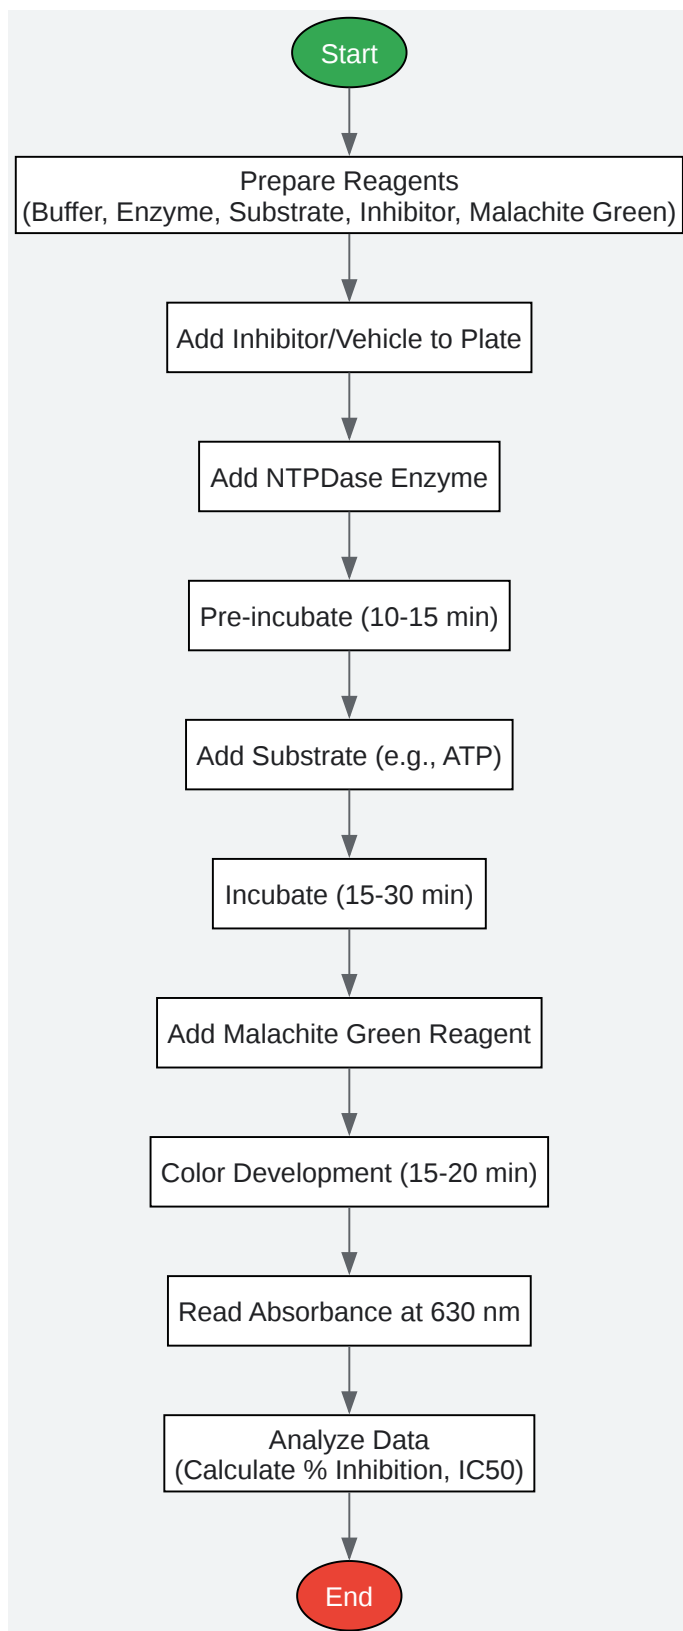 Start
Prepare Reagents
(Buffer, Enzyme, Substrate, Inhibitor, Malachite Green)
Add Inhibitor/Vehicle to Plate
Add NTPDase Enzyme
Pre-incubate (10-15 min)
Add Substrate (e.g., ATP)
Incubate (15-30 min)
Add Malachite Green Reagent
Color Development (15-20 min)
Read Absorbance at 630 nm
Analyze Data
(Calculate % Inhibition, IC50)
End